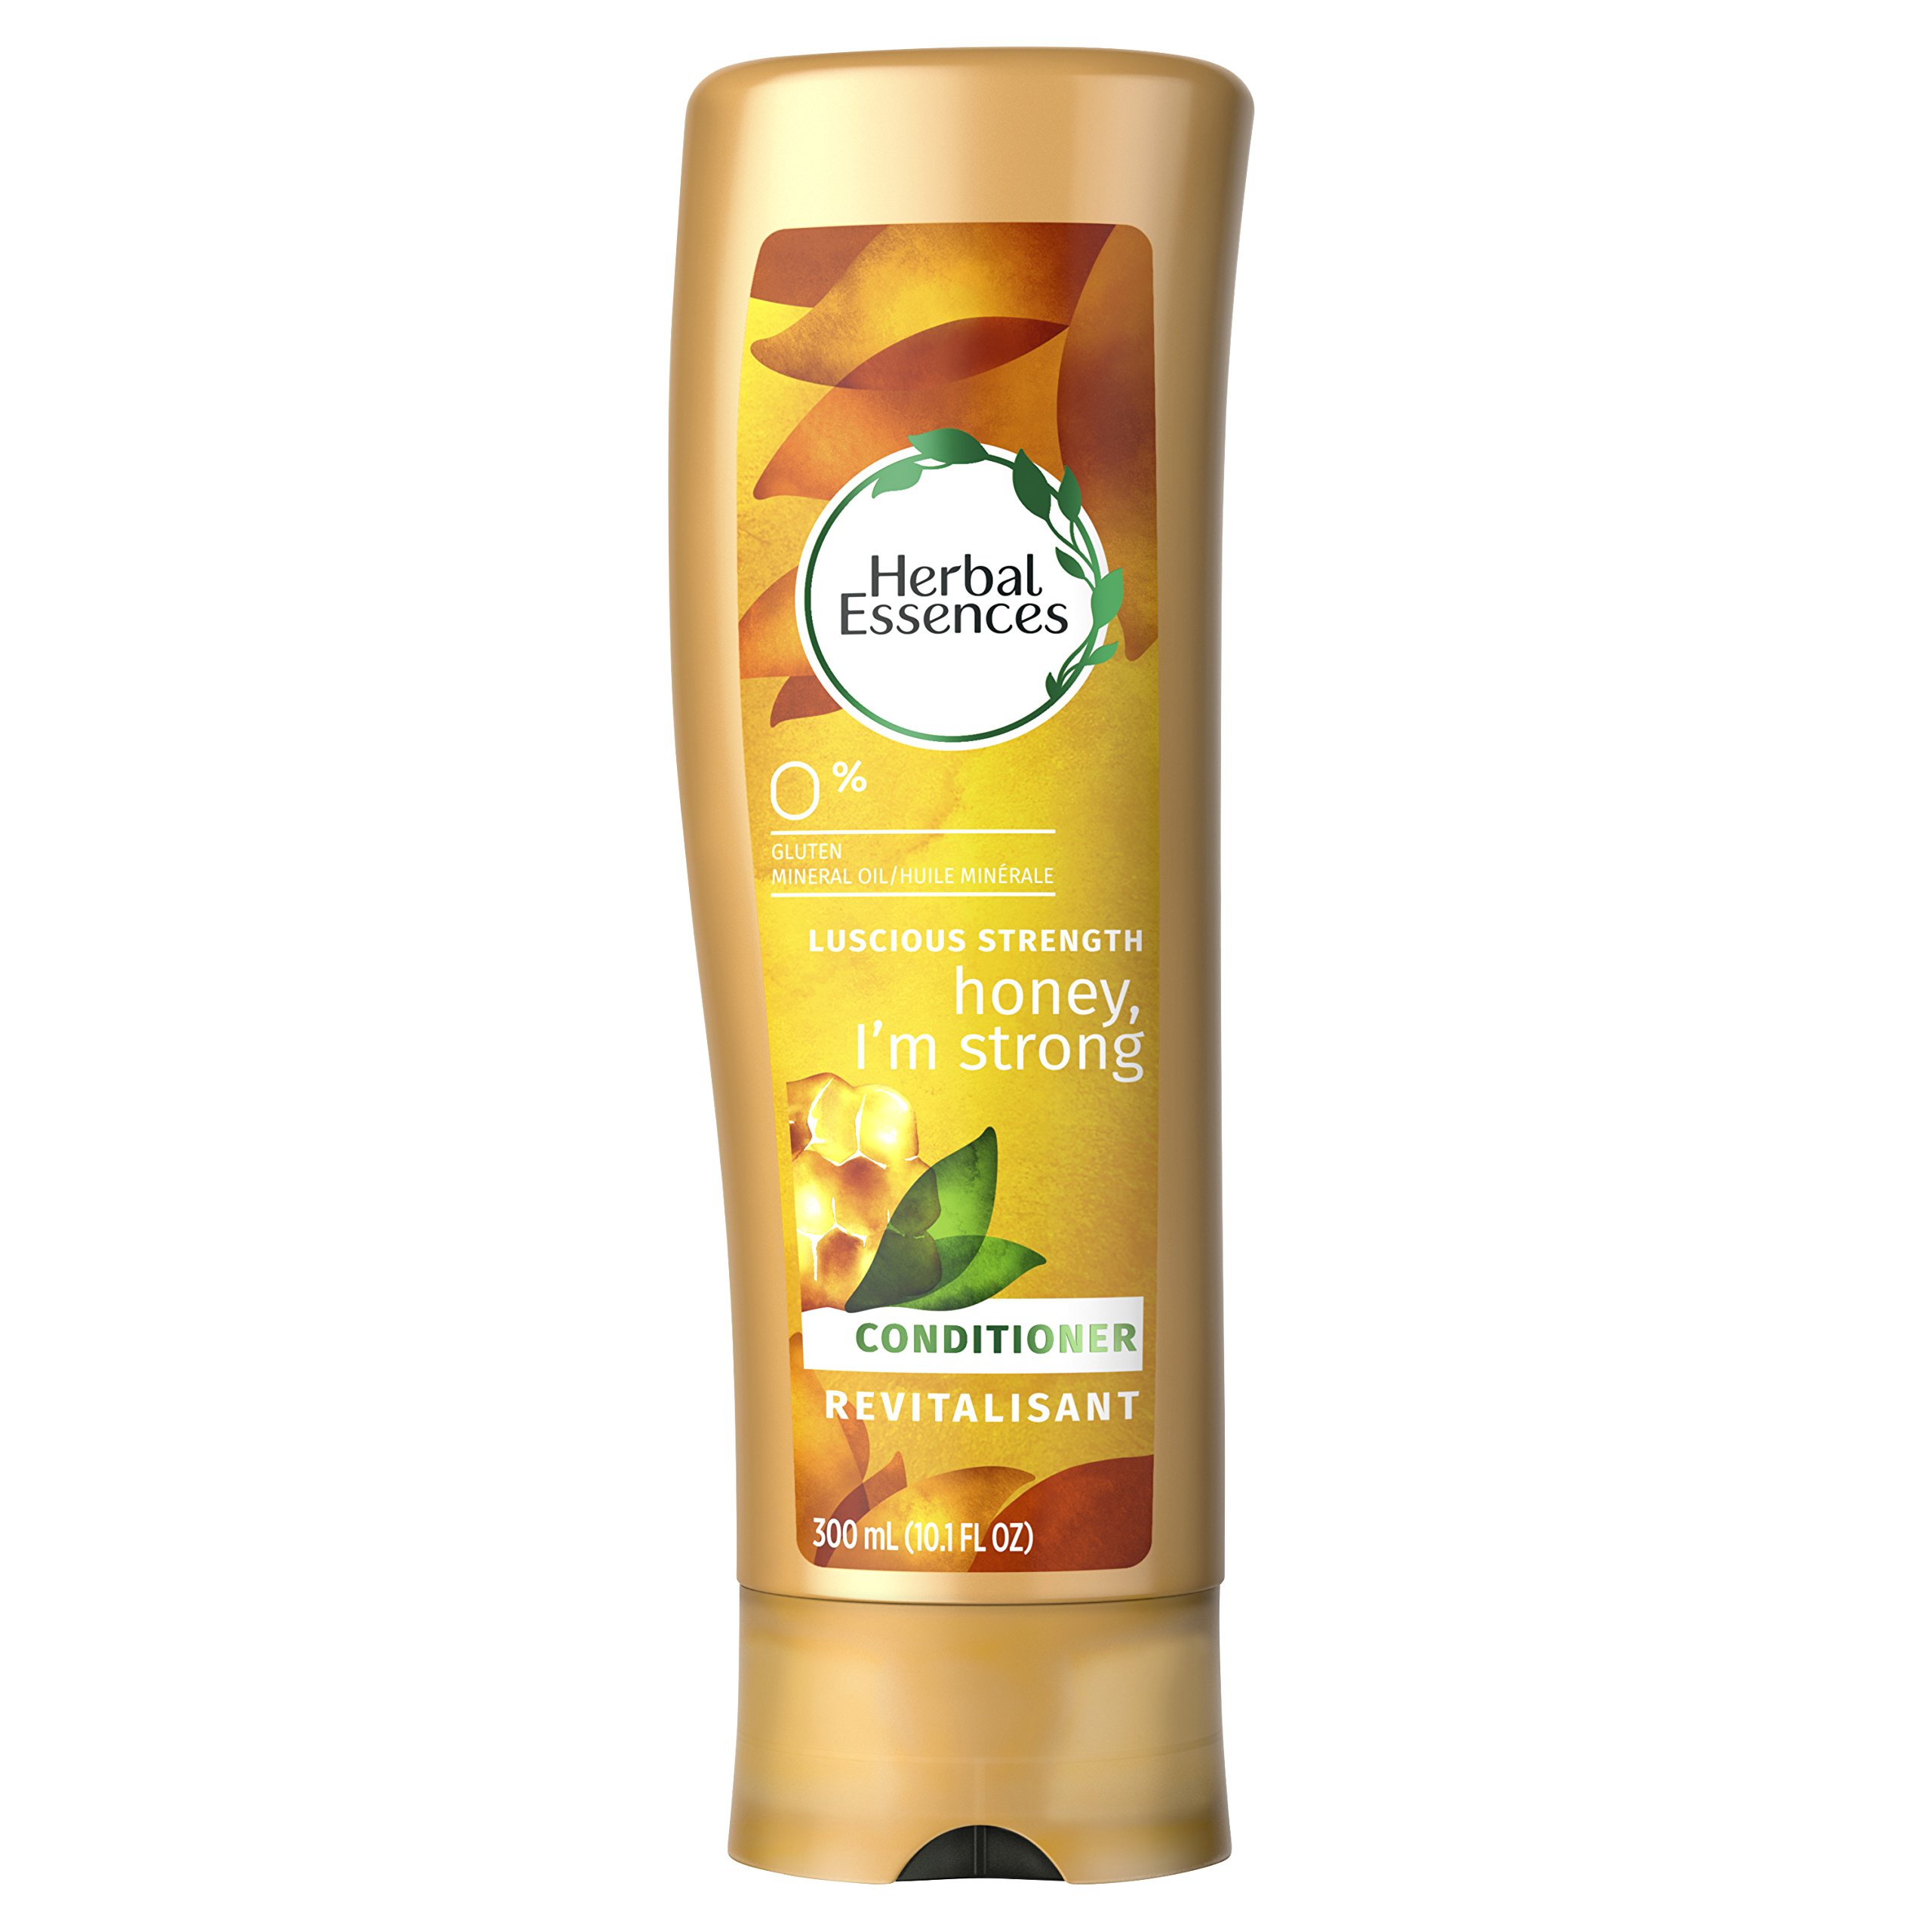 Herbal
Essences
0%
GLUTEN
MINERAL OIL/HUILE MINÉRALE
LUSCIOUS STRENGTH
honey,
I'm strong
CONDITIONER
REVITALISANT
300 mL (10.1 FL OZ)